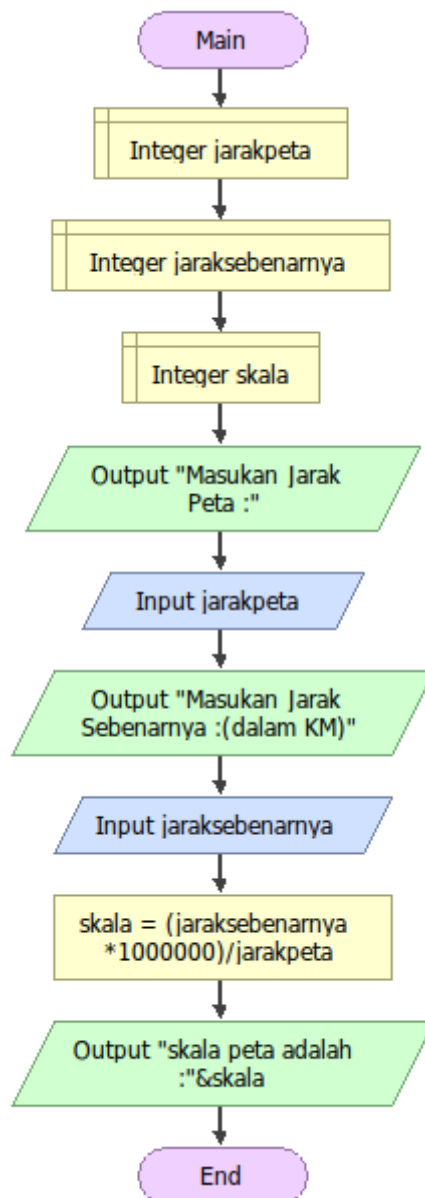 Main
Integer jarakpeta
Integer jaraksebenarnya
Integer skala
Output "Masukan Jarak
Peta :"
Input jarakpeta
Output "Masukan Jarak
Sebenarnya :(dalam KM)"
Input jaraksebenarnya
skala = (jaraksebenarnya
*1000000)/jarakpeta
Output "skala peta adalah
:"&skala
End